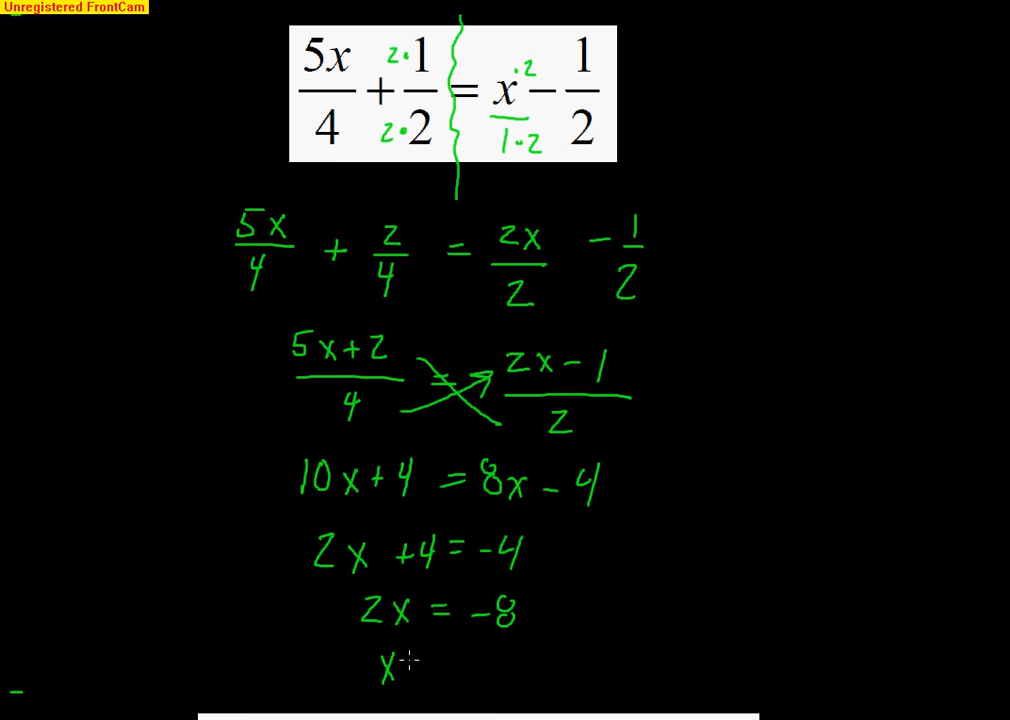 Unregistered FrontCam
5x/4 + 2·1/2·2 = x·2/1·2 − 1/2
5x/4 + 2/4 = 2x/2 − 1/2
5x+2/4 = 2x−1/2
10x+4 = 8x−4
2x +4 = -4
2x = -8
x